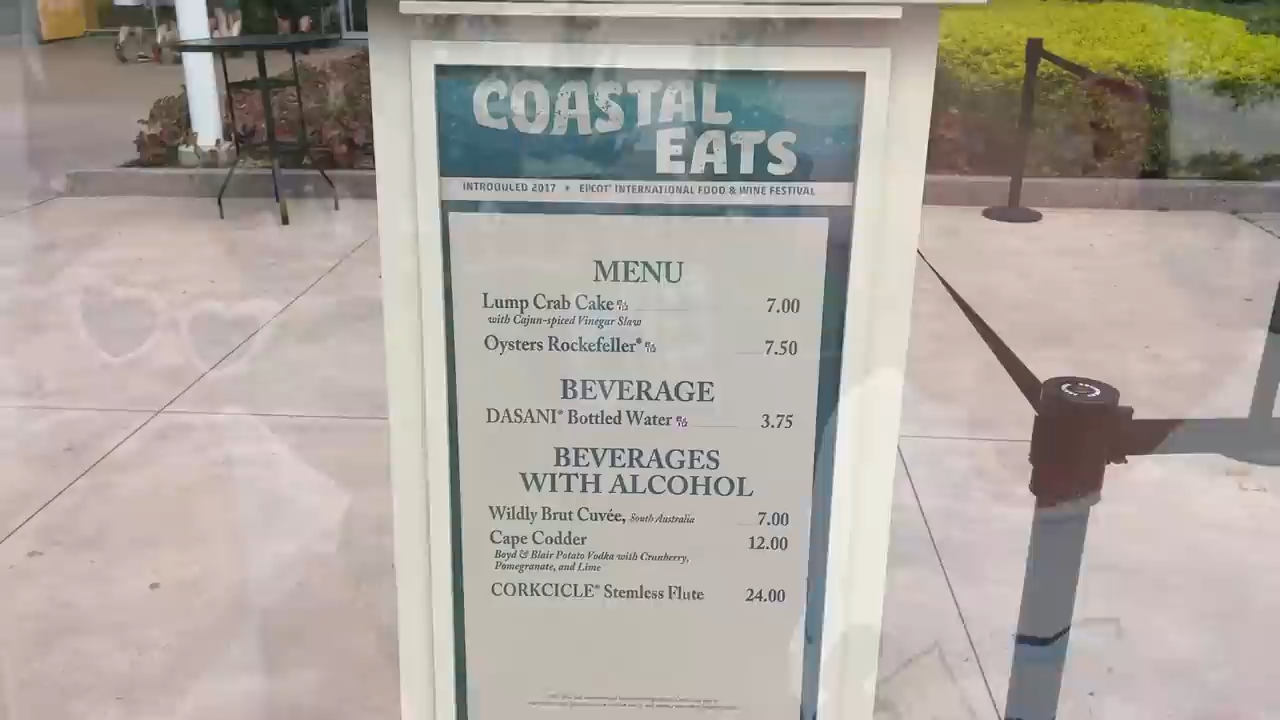 COASTAL
EATS
INTRODUCED 2017 • EPCOT® INTERNATIONAL FOOD & WINE FESTIVAL
MENU
Lump Crab Cake 7.00
with Cajun-spiced Vinegar Slaw
Oysters Rockefeller* 7.50
BEVERAGE
DASANI® Bottled Water 3.75
BEVERAGES
WITH ALCOHOL
Wildly Brut Cuvée, South Australia 7.00
Cape Codder 12.00
Boyd & Blair Potato Vodka with Cranberry,
Pomegranate, and Lime
CORKCICLE® Stemless Flute 24.00